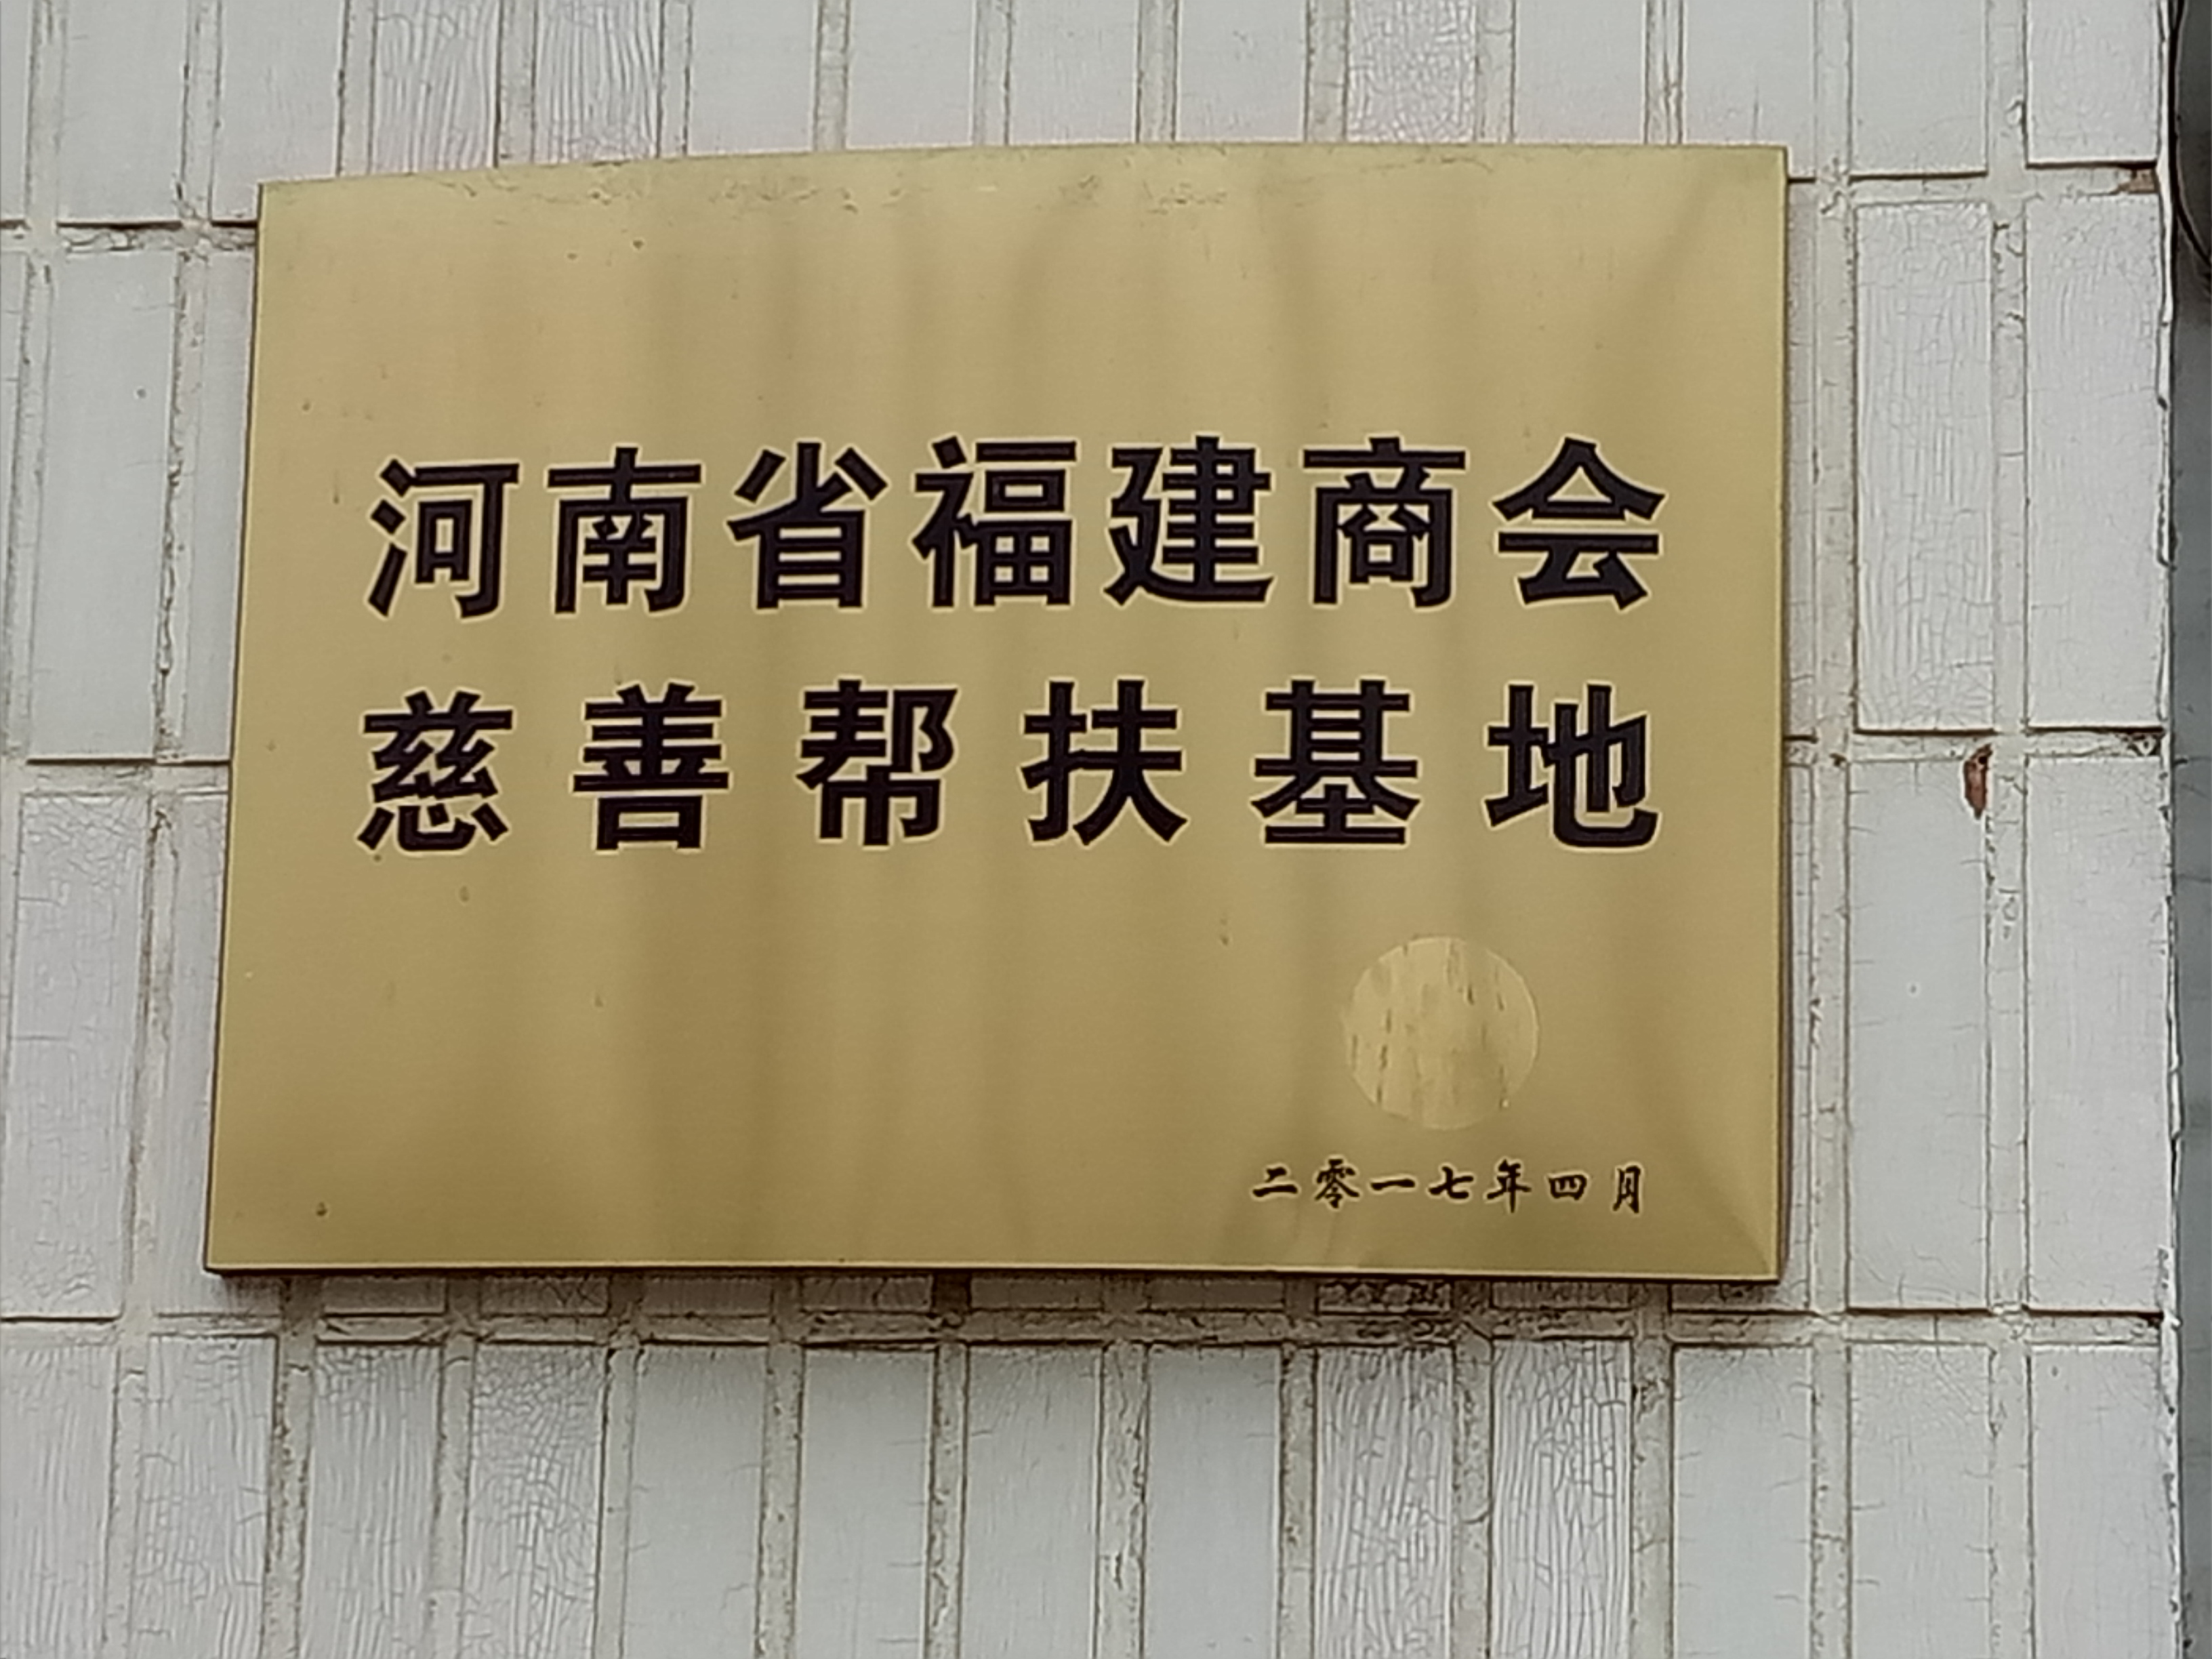 河南省福建商会
慈善帮扶基地
二零一七年四月